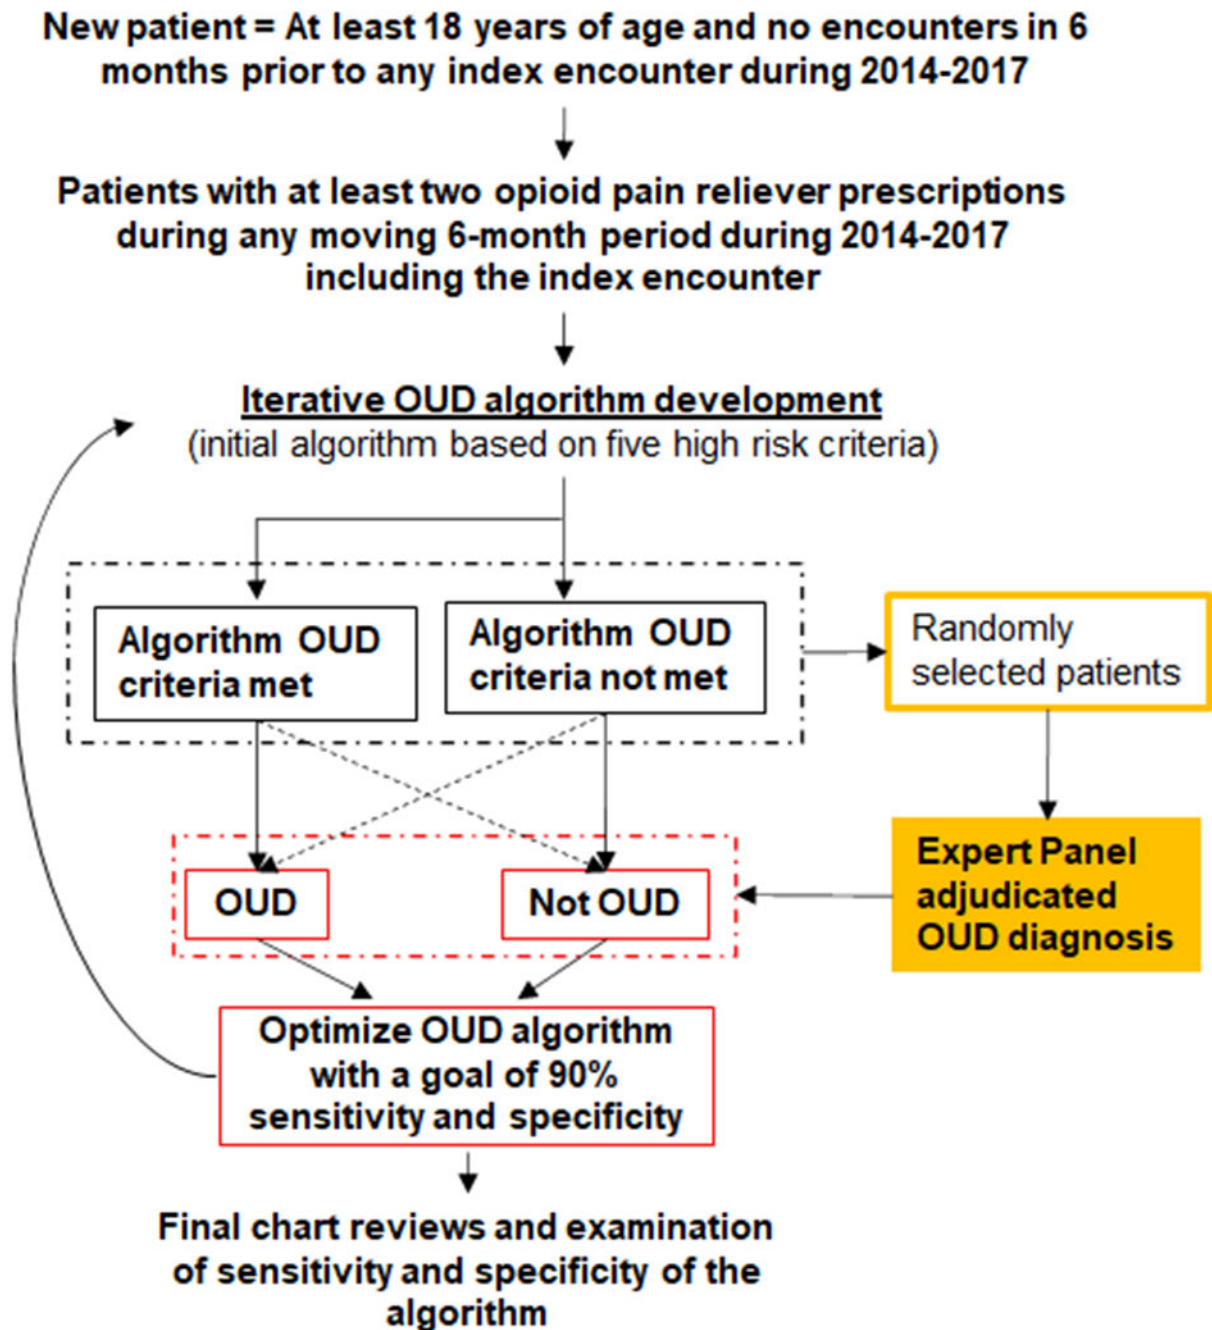 New patient = At least 18 years of age and no encounters in 6
months prior to any index encounter during 2014-2017
Patients with at least two opioid pain reliever prescriptions
during any moving 6-month period during 2014-2017
including the index encounter
Iterative OUD algorithm development
(initial algorithm based on five high risk criteria)
Algorithm OUD
criteria met
Algorithm OUD
criteria not met
Randomly
selected patients
Expert Panel
adjudicated
OUD diagnosis
OUD
Not OUD
Optimize OUD algorithm
with a goal of 90%
sensitivity and specificity
Final chart reviews and examination
of sensitivity and specificity of the
algorithm